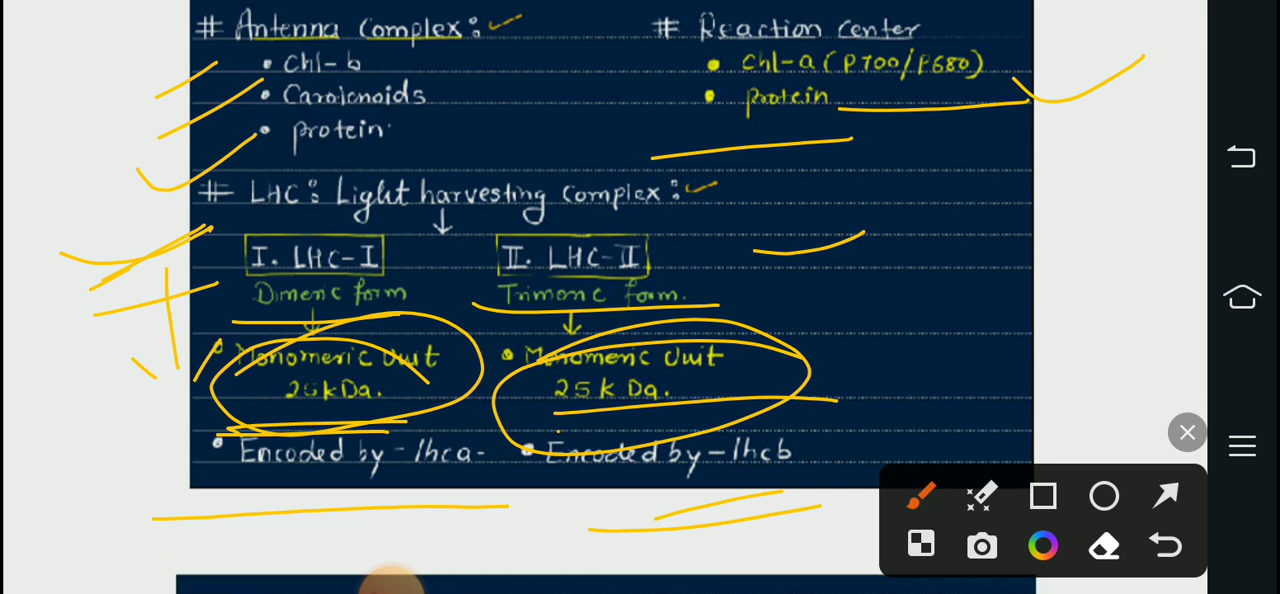 # Antenna Complex:
• Chl-b
• Carotenoids
• protein
# Reaction Center
• Chl-a (P700/P680)
• protein
# LHC: Light harvesting Complex:
I. LHC-I
Dimeric form
• Monomeric Unit
25kDa.
• Encoded by - lhca-
II. LHC-II
Trimeric form.
• Monomeric Unit
25 k Da.
• Encoded by - lhcb